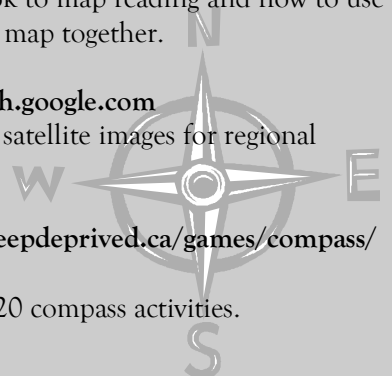 k to map reading and how to use
map together.
N
h.google.com
satellite images for regional
W
E
eepdeprived.ca/games/compass/
20 compass activities.
S